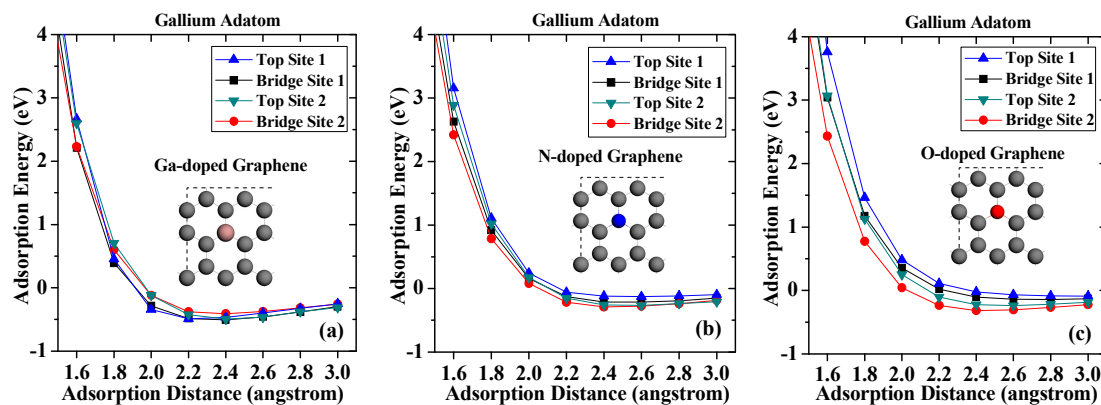 Gallium Adatom
Adsorption Energy (eV)
4
3
2
1
0
-1
Top Site 1
Bridge Site 1
Top Site 2
Bridge Site 2
Ga-doped Graphene
(a)
1.6 1.8 2.0 2.2 2.4 2.6 2.8 3.0
Adsorption Distance (angstrom)
Gallium Adatom
Adsorption Energy (eV)
4
3
2
1
0
-1
Top Site 1
Bridge Site 1
Top Site 2
Bridge Site 2
N-doped Graphene
(b)
1.6 1.8 2.0 2.2 2.4 2.6 2.8 3.0
Adsorption Distance (angstrom)
Gallium Adatom
Adsorption Energy (eV)
4
3
2
1
0
-1
Top Site 1
Bridge Site 1
Top Site 2
Bridge Site 2
O-doped Graphene
(c)
1.6 1.8 2.0 2.2 2.4 2.6 2.8 3.0
Adsorption Distance (angstrom)